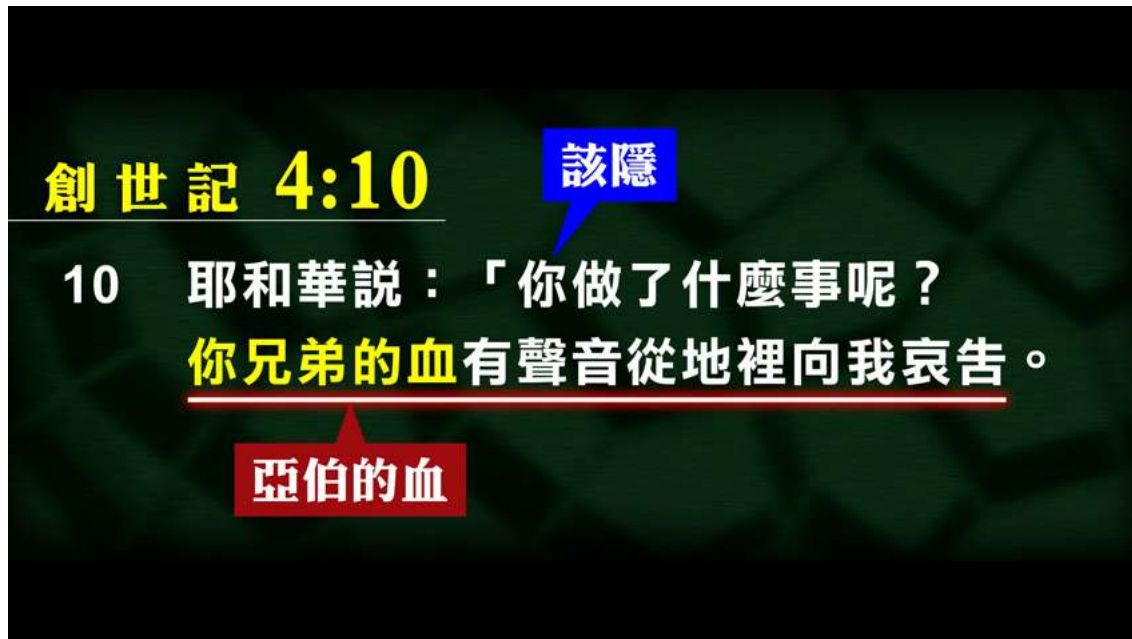 創世記 4:10
該隱
10 耶和華説：「你做了什麼事呢？
你兄弟的血有聲音從地裡向我哀告。
亞伯的血